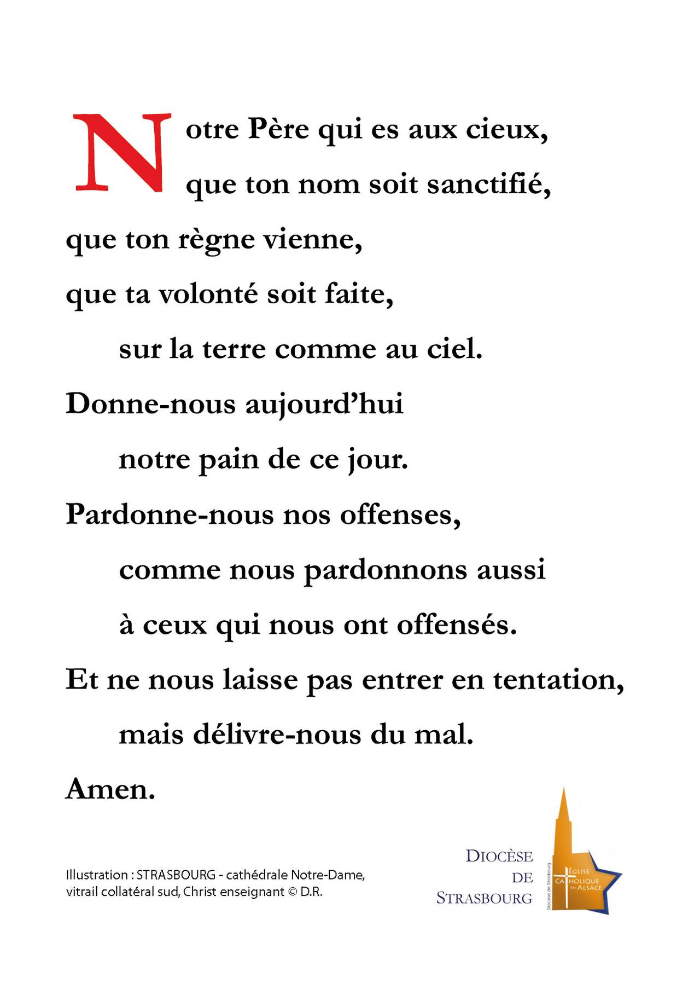 Notre Père qui es aux cieux,
que ton nom soit sanctifié,
que ton règne vienne,
que ta volonté soit faite,
sur la terre comme au ciel.
Donne-nous aujourd’hui
notre pain de ce jour.
Pardonne-nous nos offenses,
comme nous pardonnons aussi
à ceux qui nous ont offensés.
Et ne nous laisse pas entrer en tentation,
mais délivre-nous du mal.
Amen.
Illustration : STRASBOURG - cathédrale Notre-Dame,
vitrail collatéral sud, Christ enseignant © D.R.
DIOCÈSE
DE
STRASBOURG
Diocèse de Strasbourg
ÉGLISE
CATHOLIQUE
EN ALSACE